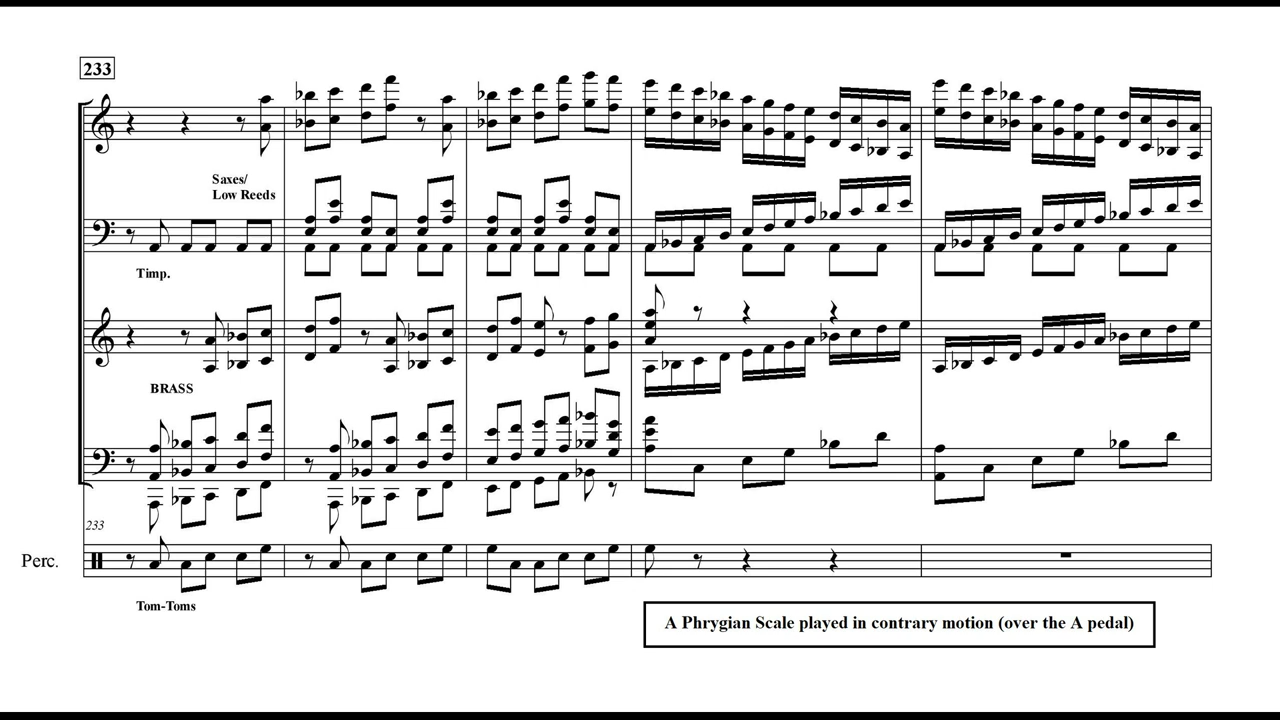 233
Saxes/
Low Reeds
Timp.
BRASS
233
Perc.
Tom-Toms
A Phrygian Scale played in contrary motion (over the A pedal)